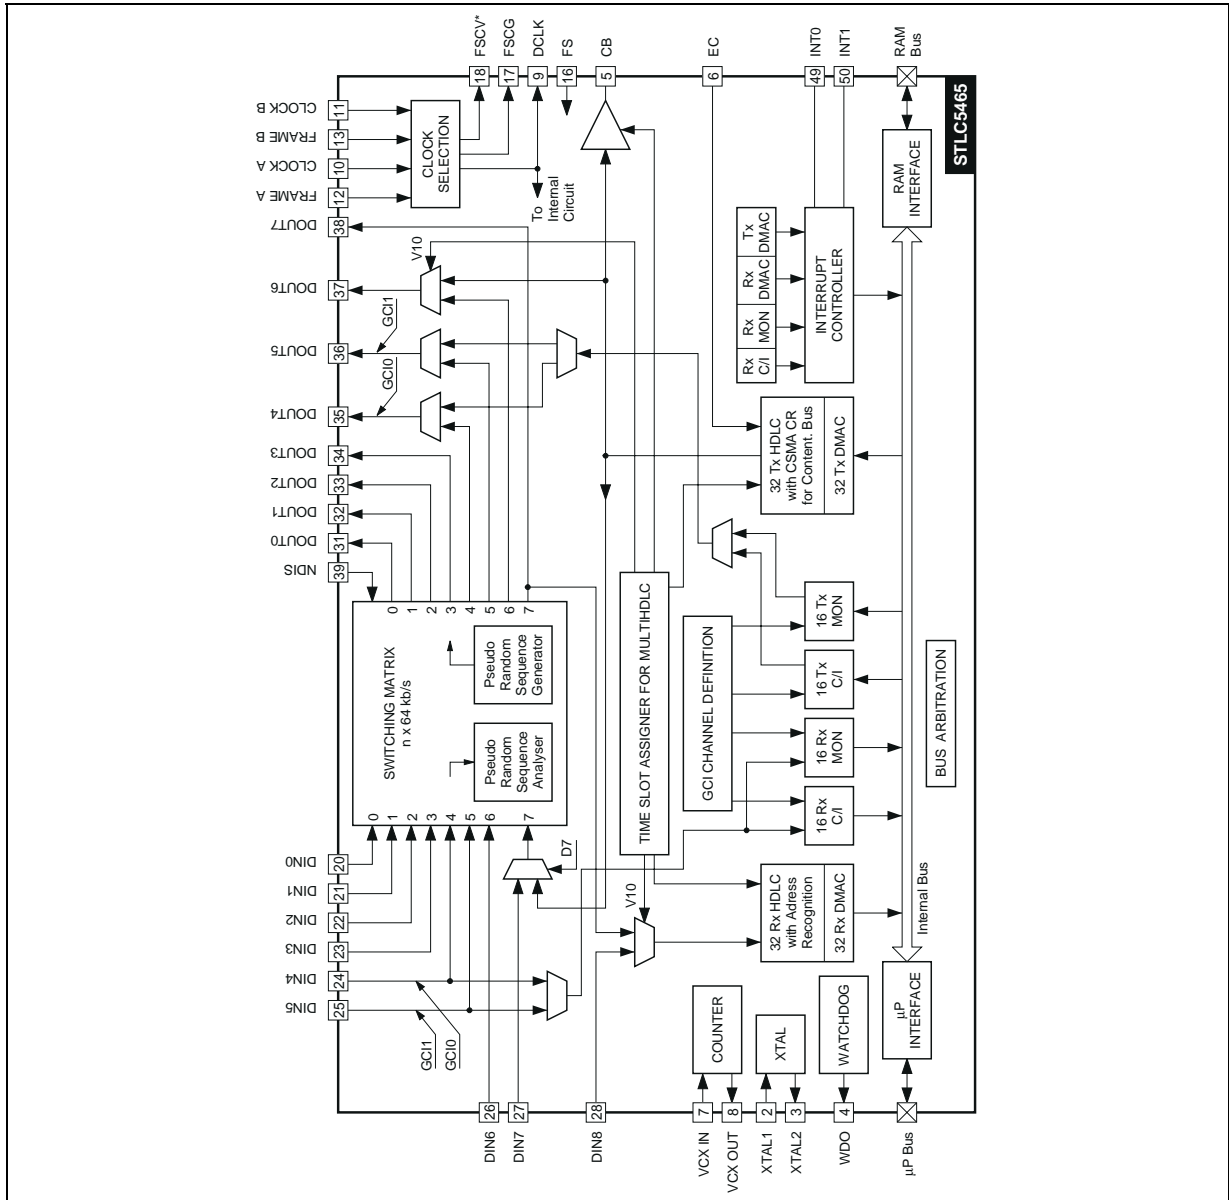 STLC5465
FSCV*
18
FSCG
17
DCLK
9
FS
16
CB
5
EC
6
INT0
49
INT1
50
RAM
Bus
CLOCK B
11
FRAME B
13
CLOCK A
10
FRAME A
12
DOUT7
38
DOUT6
37
DOUT5
36
DOUT4
35
DOUT3
34
DOUT2
33
DOUT1
32
DOUT0
31
NDIS
39
DIN0
20
DIN1
21
DIN2
22
DIN3
23
DIN4
24
DIN5
25
CLOCK
SELECTION
To
Internal
Circuit
V10
GCI1
GCI0
RAM
INTERFACE
Tx
DMAC
Rx
DMAC
Rx
MON
Rx
C/I
INTERRUPT
CONTROLLER
32 Tx HDLC
with CSMA CR
for Content. Bus
32 Tx DMAC
SWITCHING MATRIX
n x 64 kb/s
0
1
2
3
4
5
6
7
Pseudo
Random
Sequence
Generator
Pseudo
Random
Sequence
Analyser
0
1
2
3
4
5
6
7
D7
TIME SLOT ASSIGNER FOR MULTIHDLC
GCI CHANNEL DEFINITION
16 Tx
MON
16 Tx
C/I
16 Rx
MON
16 Rx
C/I
BUS ARBITRATION
Internal Bus
V10
32 Rx HDLC
with Adress
Recognition
32 Rx DMAC
GCI1
GCI0
COUNTER
XTAL
WATCHDOG
µP
INTERFACE
26
DIN6
27
DIN7
28
DIN8
7
VCX IN
8
VCX OUT
2
XTAL1
3
XTAL2
4
WDO
µP Bus